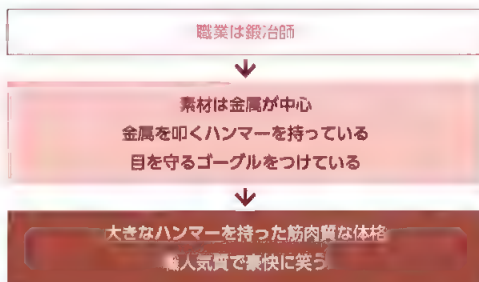 職業は鍛冶師
素材は金属が中心
金属を叩くハンマーを持っている
目を守るゴーグルをつけている
大きなハンマーを持った筋肉質な体格
職人気質で豪快に笑う